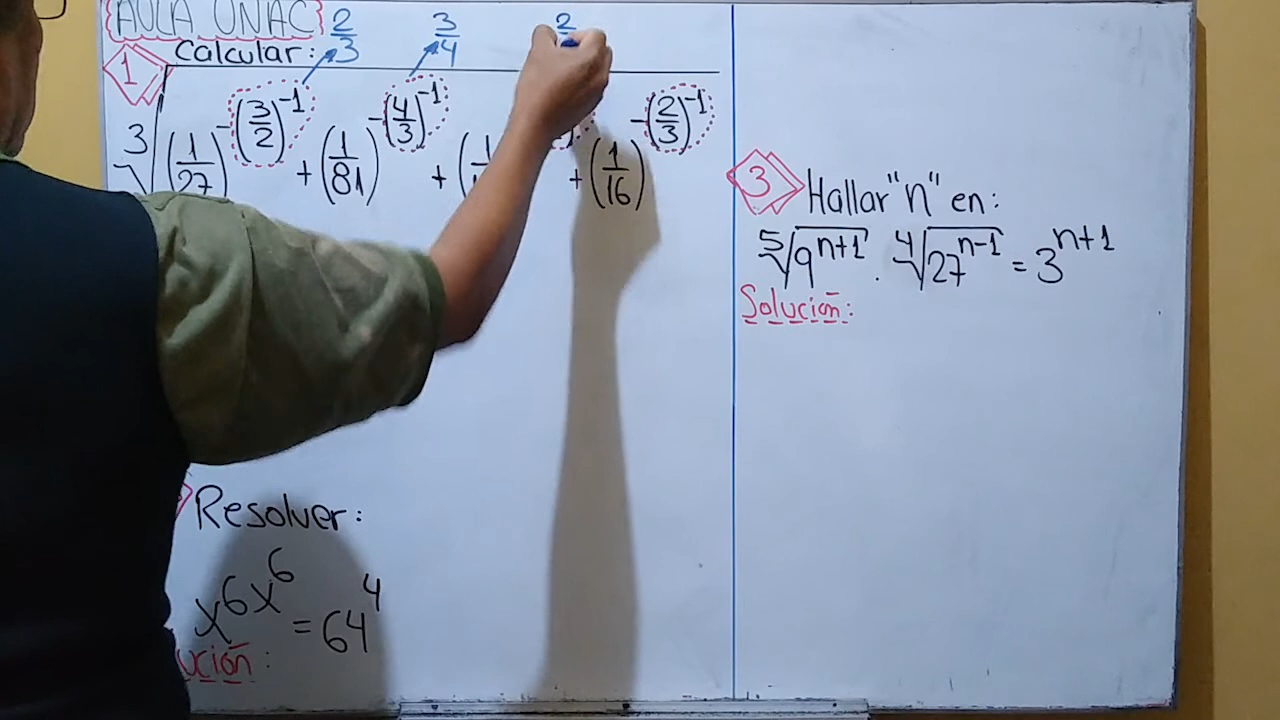 AULA UNAC
2/3 3/4 2
1 Calcular:
∛((1/27)^-(3/2)^-1 + (1/81)^-(4/3)^-1 + (1/ + (1/16)^-(2/3)^-1
Resolver:
x^6x^6 = 64^4
ución:
3 Hallar "n" en:
⁵√9^n+1 . ⁴√27^n-1 = 3^n+1
Solución: